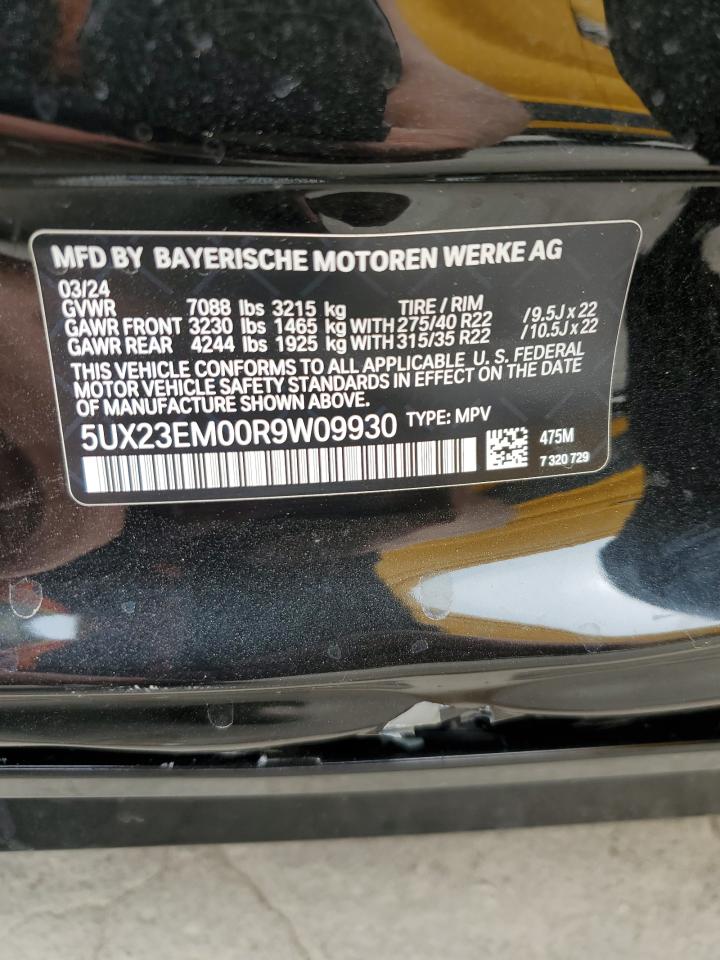 MFD BY BAYERISCHE MOTOREN WERKE AG
03/24
GVWR 7088 lbs 3215 kg TIRE / RIM
GAWR FRONT 3230 lbs 1465 kg WITH 275/40 R22 / 9.5J x 22
GAWR REAR 4244 lbs 1925 kg WITH 315/35 R22 / 10.5J x 22
THIS VEHICLE CONFORMS TO ALL APPLICABLE U. S. FEDERAL
MOTOR VEHICLE SAFETY STANDARDS IN EFFECT ON THE DATE
OF MANUFACTURE SHOWN ABOVE.
5UX23EM00R9W09930 TYPE: MPV
475M
7 320 729